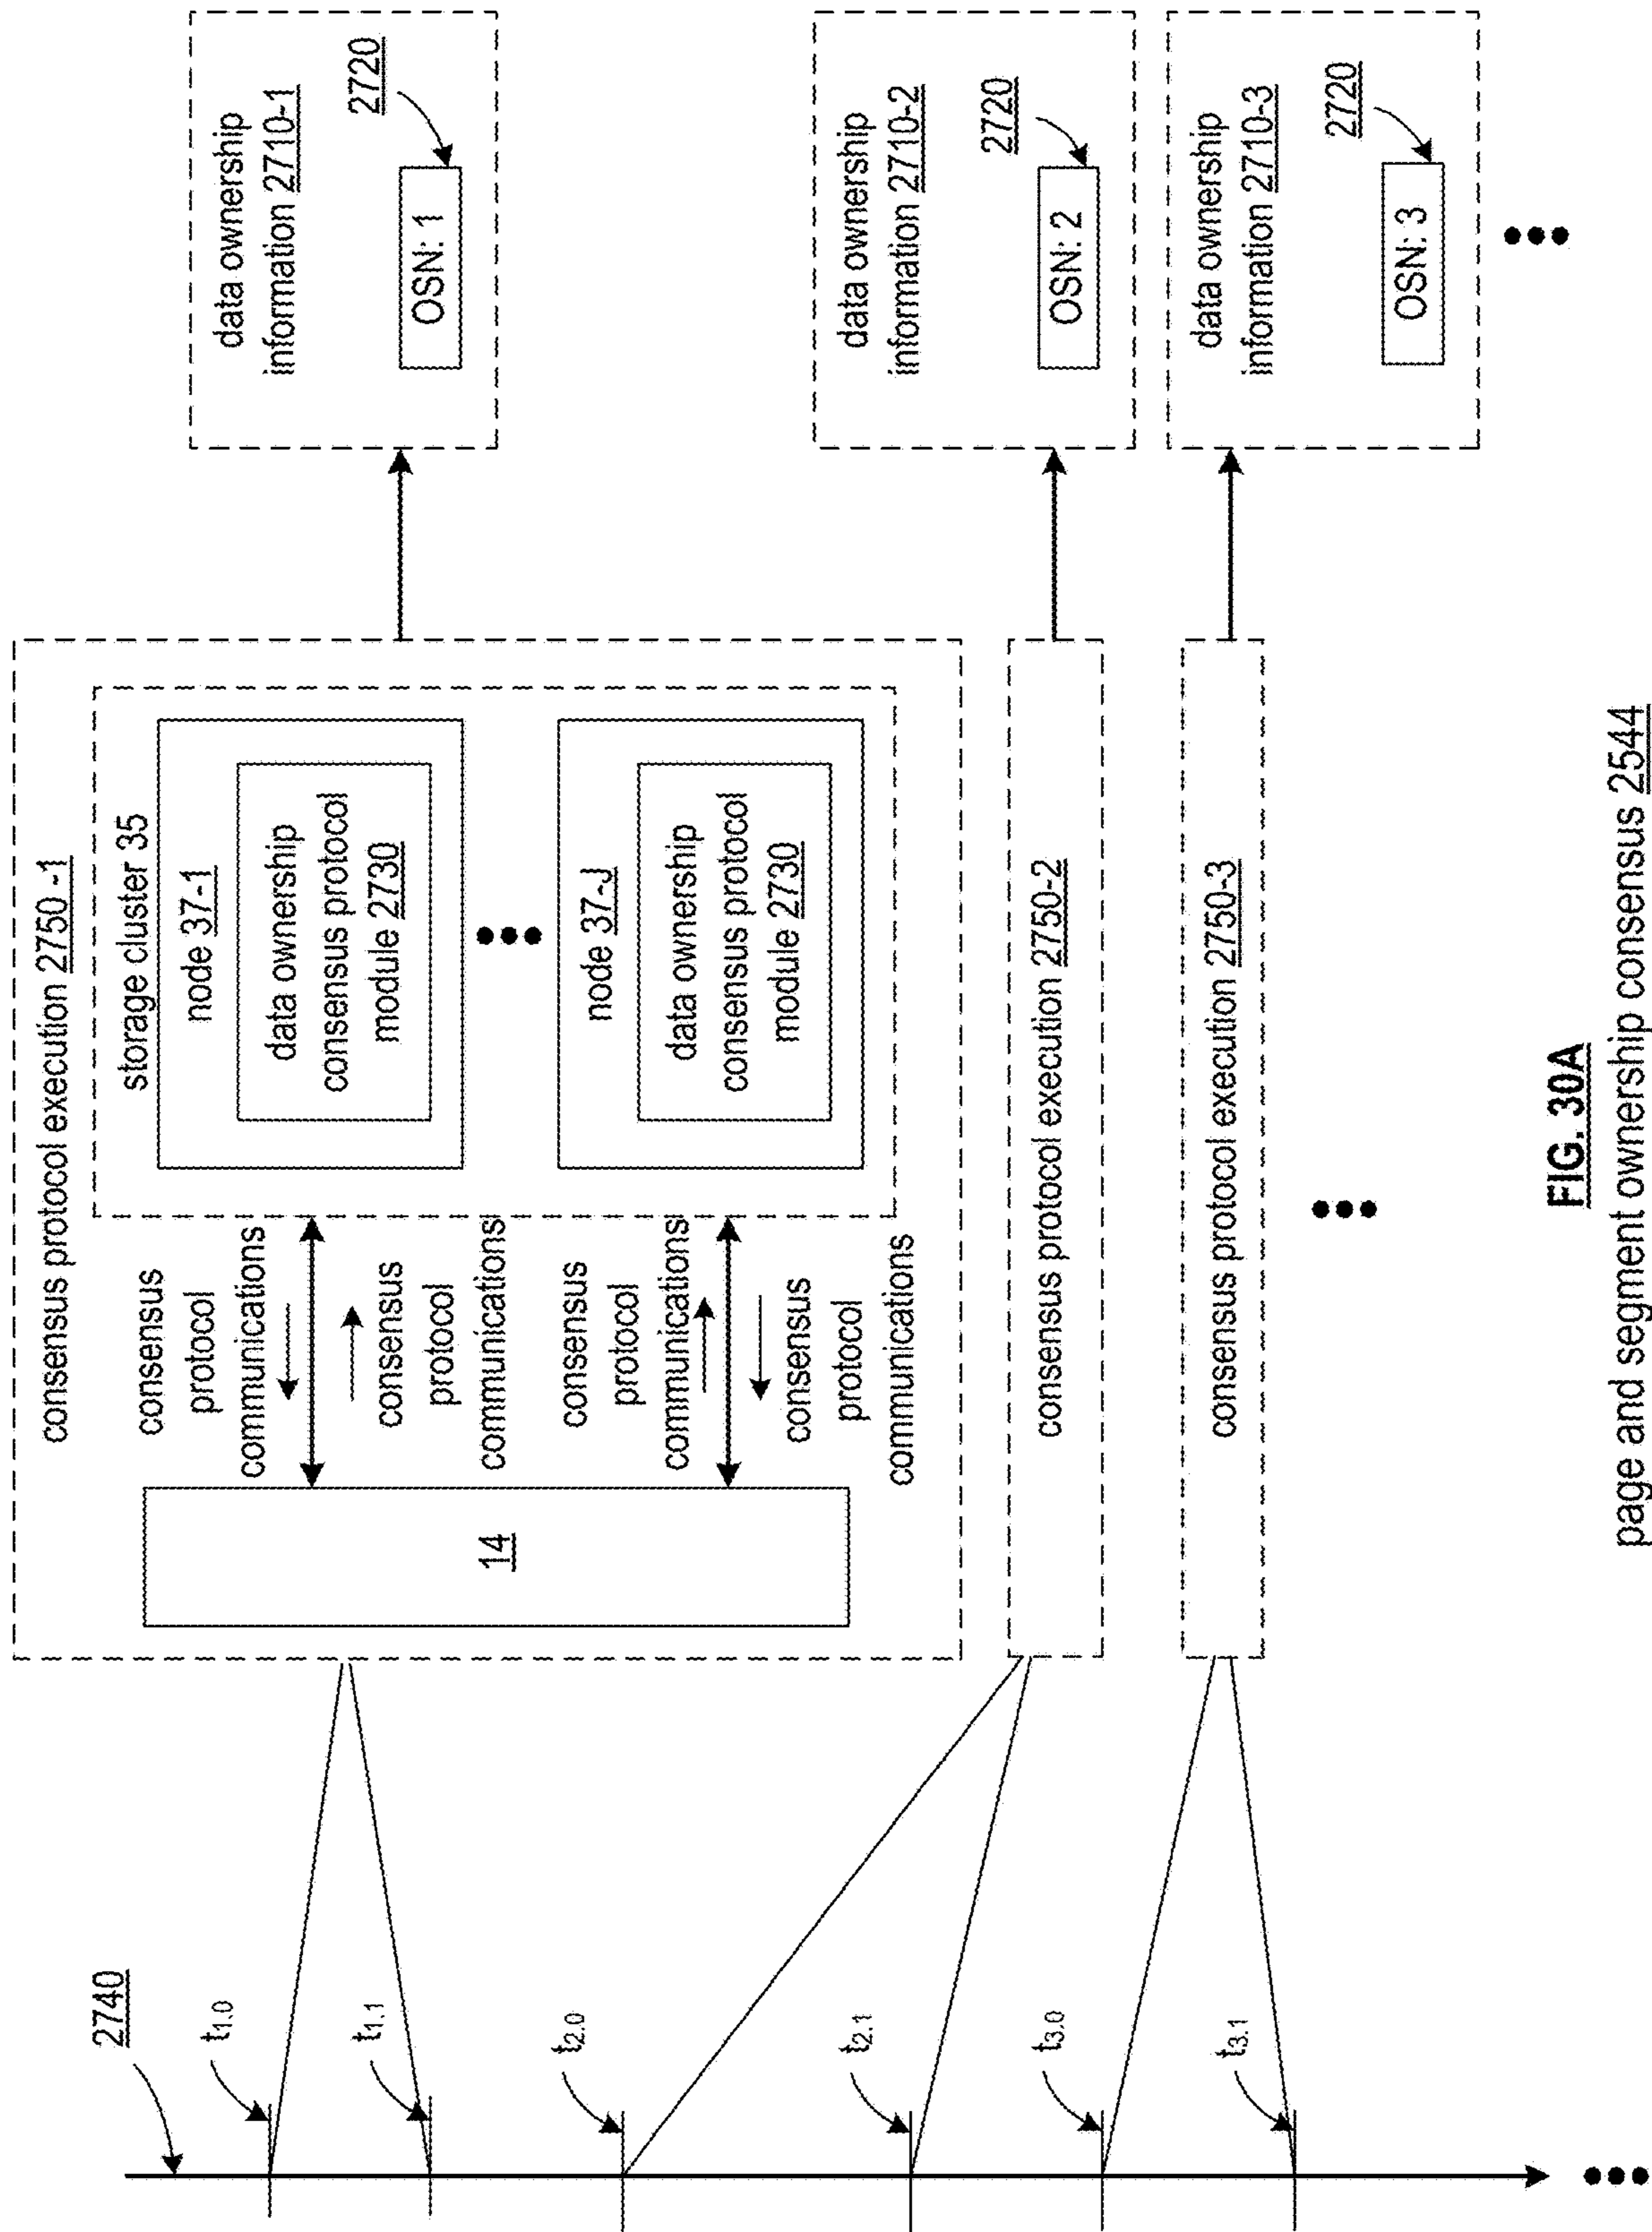 2740
t1.0
t1.1
t2.0
t2.1
t3.0
t3.1
consensus protocol execution 2750 -1
14
consensus
protocol
communications
consensus
protocol
communications
consensus
protocol
communications
consensus
protocol
communications
storage cluster 35
node 37-1
data ownership
consensus protocol
module 2730
node 37-J
data ownership
consensus protocol
module 2730
consensus protocol execution 2750-2
consensus protocol execution 2750-3
data ownership
information 2710-1
2720
OSN: 1
data ownership
information 2710-2
2720
OSN: 2
data ownership
information 2710-3
2720
OSN: 3
FIG. 30A
page and segment ownership consensus 2544